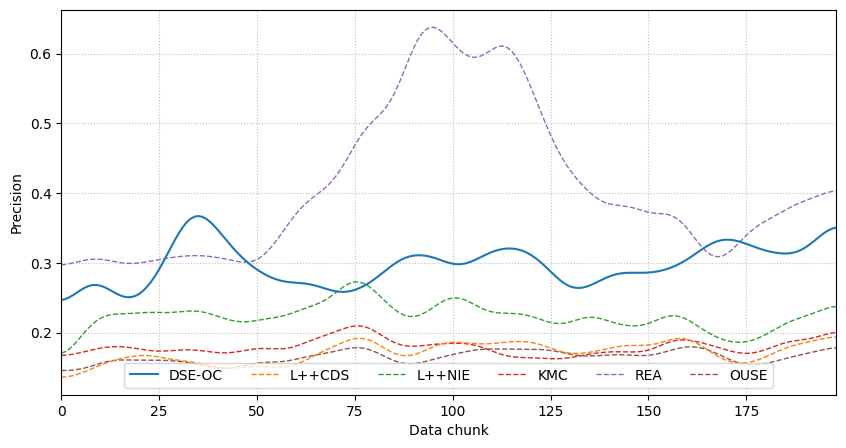 Precision
0.6
0.5
0.4
0.3
0.2
0 25 50 75 100 125 150 175
Data chunk
DSE-OC L++CDS L++NIE KMC REA OUSE